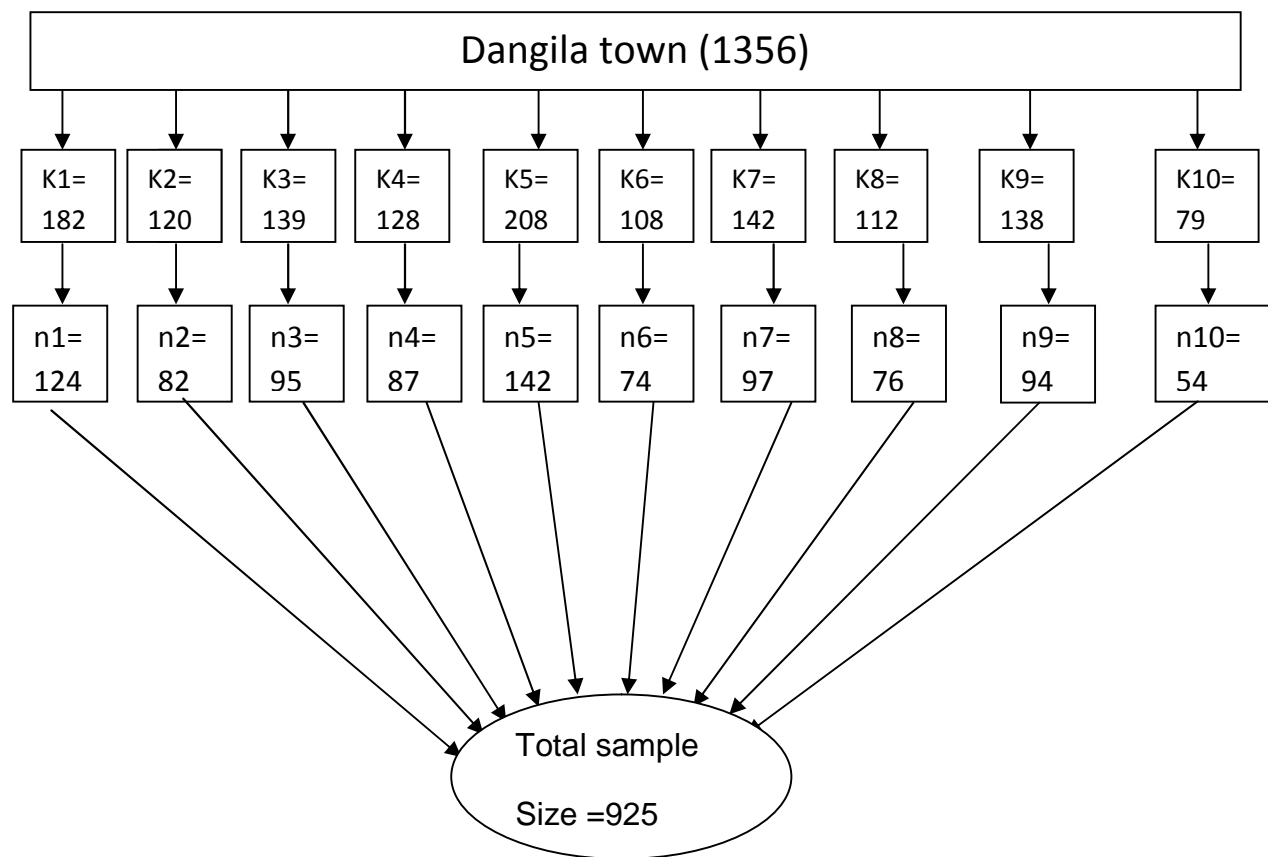 Dangila town (1356)
K1=
182
K2=
120
K3=
139
K4=
128
K5=
208
K6=
108
K7=
142
K8=
112
K9=
138
K10=
79
n1=
124
n2=
82
n3=
95
n4=
87
n5=
142
n6=
74
n7=
97
n8=
76
n9=
94
n10=
54
Total sample
Size =925